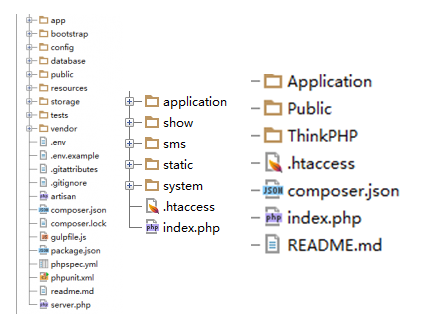 app
bootstrap
config
database
public
resources
storage
tests
vendor
.env
.env.example
.gitattributes
.gitignore
artisan
composer.json
composer.lock
gulpfile.js
package.json
phpspec.yml
phpunit.xml
readme.md
server.php
application
show
sms
static
system
.htaccess
index.php
Application
Public
ThinkPHP
.htaccess
composer.json
index.php
README.md